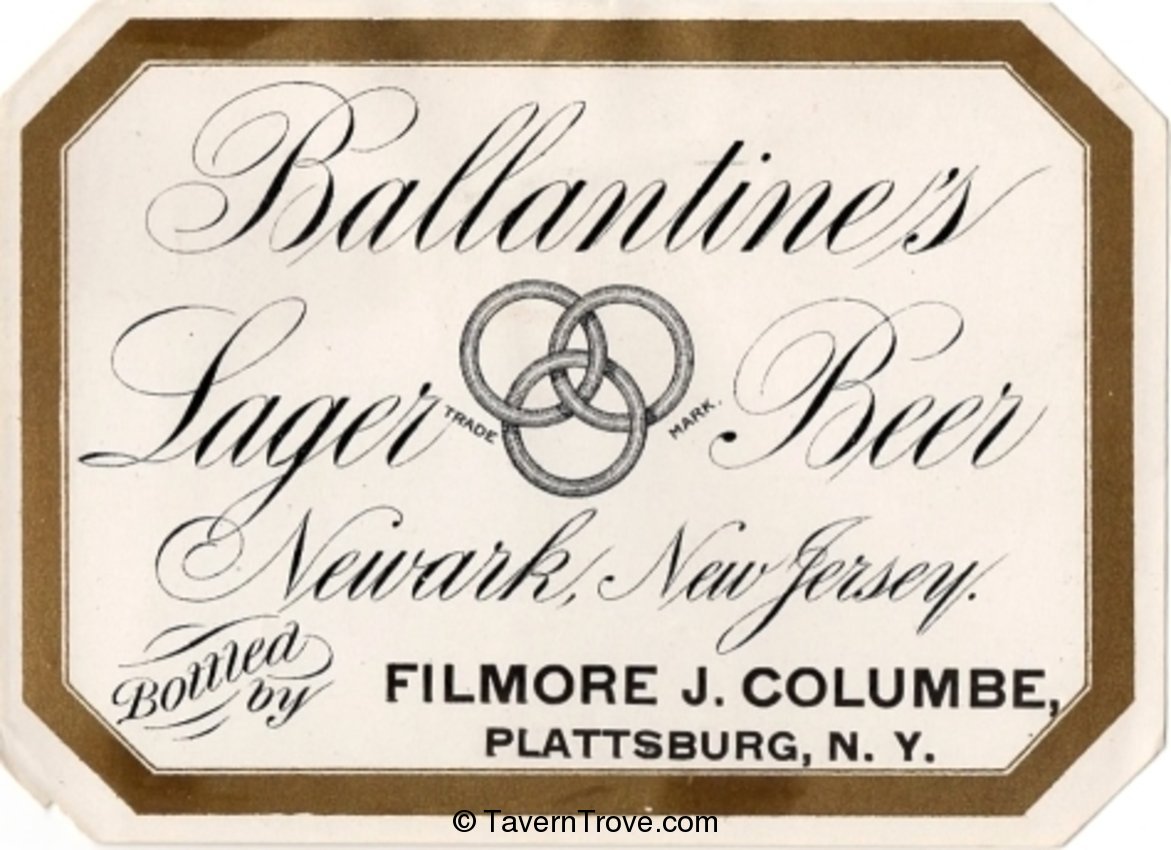 Ballantine's
Lager Beer
TRADE MARK.
Newark, New Jersey.
Bottled
by
FILMORE J. COLUMBE,
PLATTSBURG, N. Y.
© TavernTrove.com